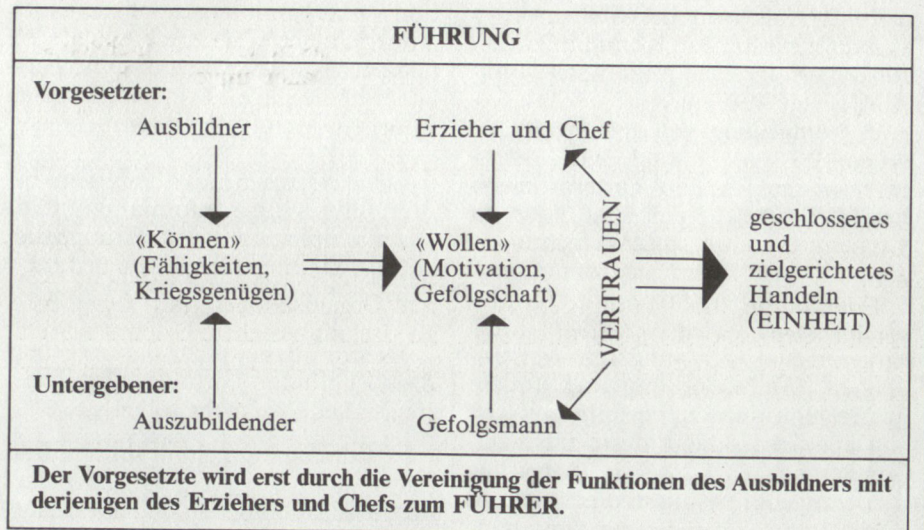 FÜHRUNG
Vorgesetzter:
Ausbildner
Erzieher und Chef
«Können»
(Fähigkeiten,
Kriegsgenügen)
«Wollen»
(Motivation,
Gefolgschaft)
VERTRAUEN
geschlossenes
und
zielgerichtetes
Handeln
(EINHEIT)
Untergebener:
Auszubildender
Gefolgsmann
Der Vorgesetzte wird erst durch die Vereinigung der Funktionen des Ausbildners mit
derjenigen des Erziehers und Chefs zum FÜHRER.